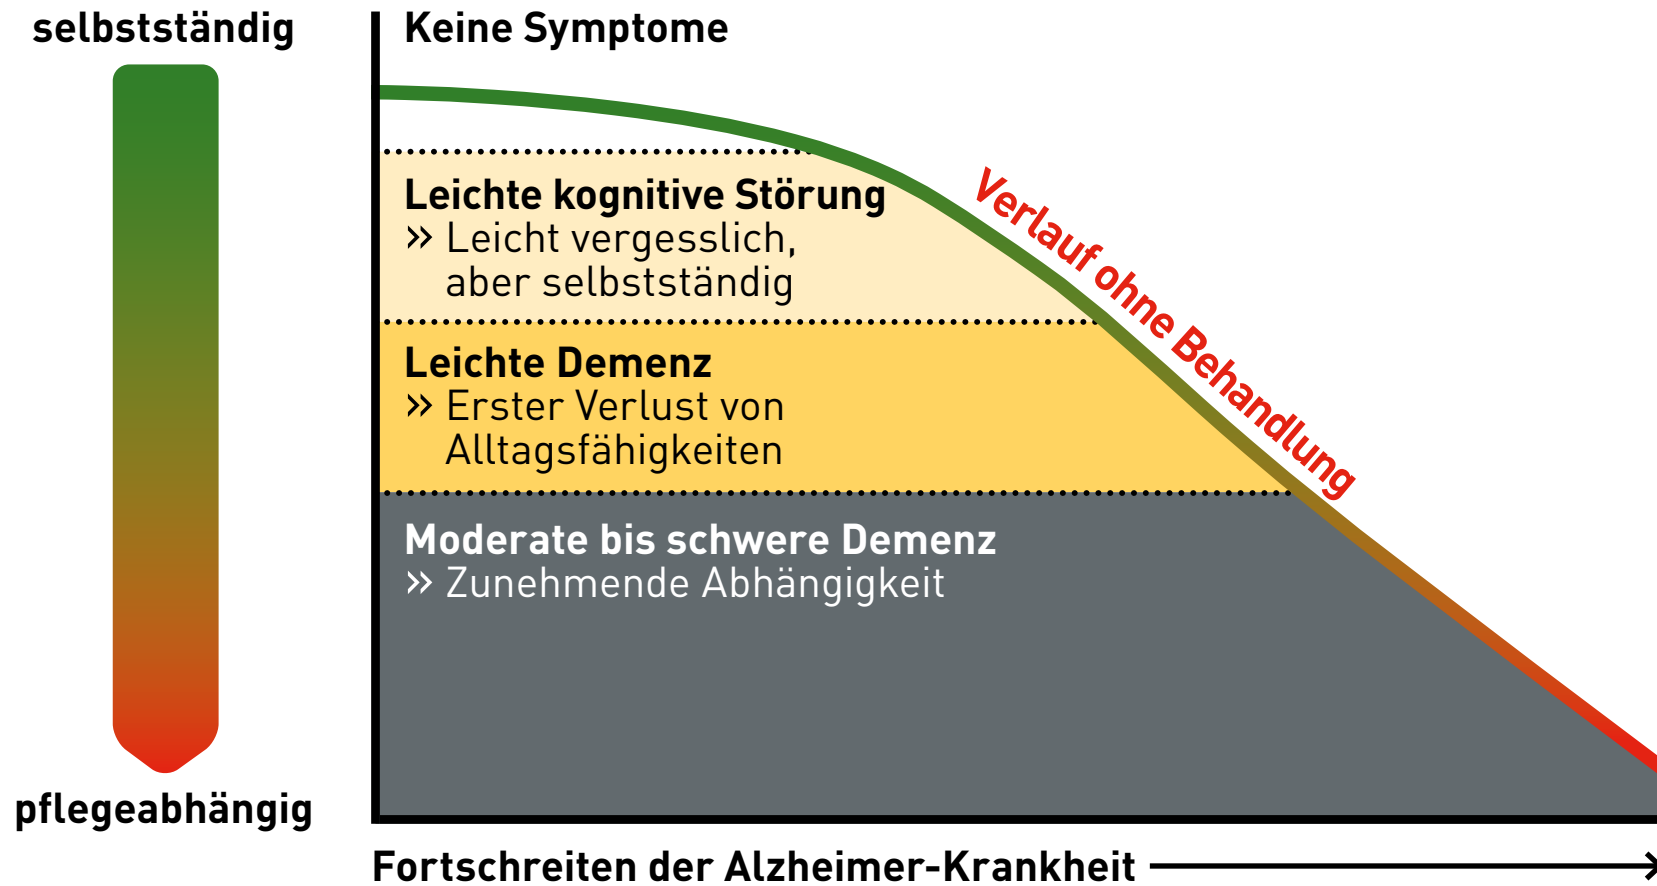 selbstständig
pflegeabhängig
Keine Symptome
Leichte kognitive Störung
» Leicht vergesslich,
aber selbstständig
Leichte Demenz
» Erster Verlust von
Alltagsfähigkeiten
Moderate bis schwere Demenz
» Zunehmende Abhängigkeit
Verlauf ohne Behandlung
Fortschreiten der Alzheimer-Krankheit